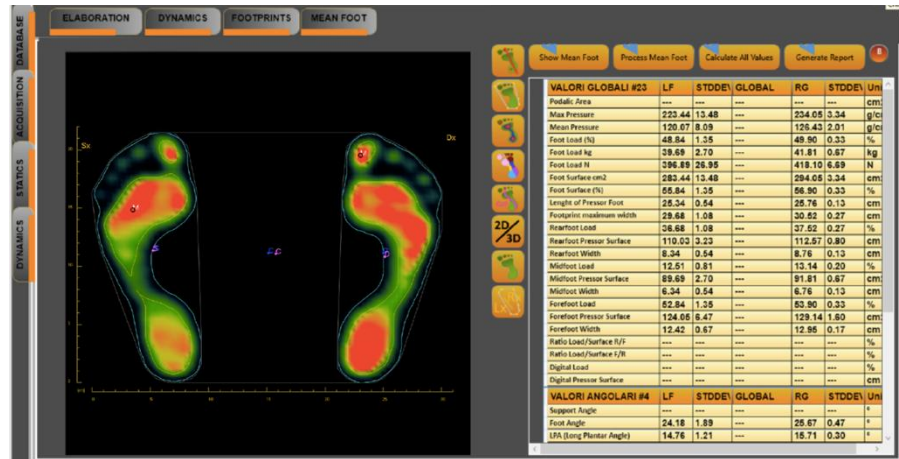 ELABORATION DYNAMICS FOOTPRINTS MEAN FOOT
DATABASE
ACQUISITION
STATICS
DYNAMICS
Sx
Dx
2D/3D
Show Mean Foot Process Mean Foot Calculate All Values Generate Report
VALORI GLOBALI #23 LF STDDEV GLOBAL RG STDDEV Uni
Podalic Area --- --- --- --- --- cm
Max Pressure 223.44 13.48 --- 234.05 3.34 g/c
Mean Pressure 120.07 8.09 --- 126.43 2.01 g/c
Foot Load (%) 48.84 1.35 --- 49.90 0.33 %
Foot Load kg 39.69 2.70 --- 41.81 0.67 kg
Foot Load N 396.89 26.95 --- 418.10 6.69 N
Foot Surface cm2 283.44 13.48 --- 294.05 3.34 cm
Foot Surface (%) 55.84 1.35 --- 56.90 0.33 %
Lenght of Pressor Foot 25.34 0.54 --- 25.76 0.13 cm
Footprint maximum width 29.68 1.08 --- 30.52 0.27 cm
Rearfoot Load 36.68 1.08 --- 37.52 0.27 %
Rearfoot Pressor Surface 110.03 3.23 --- 112.57 0.80 cm
Rearfoot Width 8.34 0.54 --- 8.76 0.13 cm
Midfoot Load 12.51 0.81 --- 13.14 0.20 %
Midfoot Pressor Surface 89.69 2.70 --- 91.81 0.67 cm
Midfoot Width 6.34 0.54 --- 6.76 0.13 cm
Forefoot Load 52.84 1.35 --- 53.90 0.33 %
Forefoot Pressor Surface 124.05 6.47 --- 129.14 1.60 cm
Forefoot Width 12.42 0.67 --- 12.95 0.17 cm
Ratio Load/Surface R/F --- --- --- --- --- %
Ratio Load/Surface F/R --- --- --- --- --- %
Digital Load --- --- --- --- --- %
Digital Pressor Surface --- --- --- --- --- cm
VALORI ANGOLARI #4 LF STDDEV GLOBAL RG STDDEV Uni
Support Angle --- --- --- --- --- °
Foot Angle 24.18 1.89 --- 25.67 0.47 °
LPA (Long Plantar Angle) 14.76 1.21 --- 15.71 0.30 °